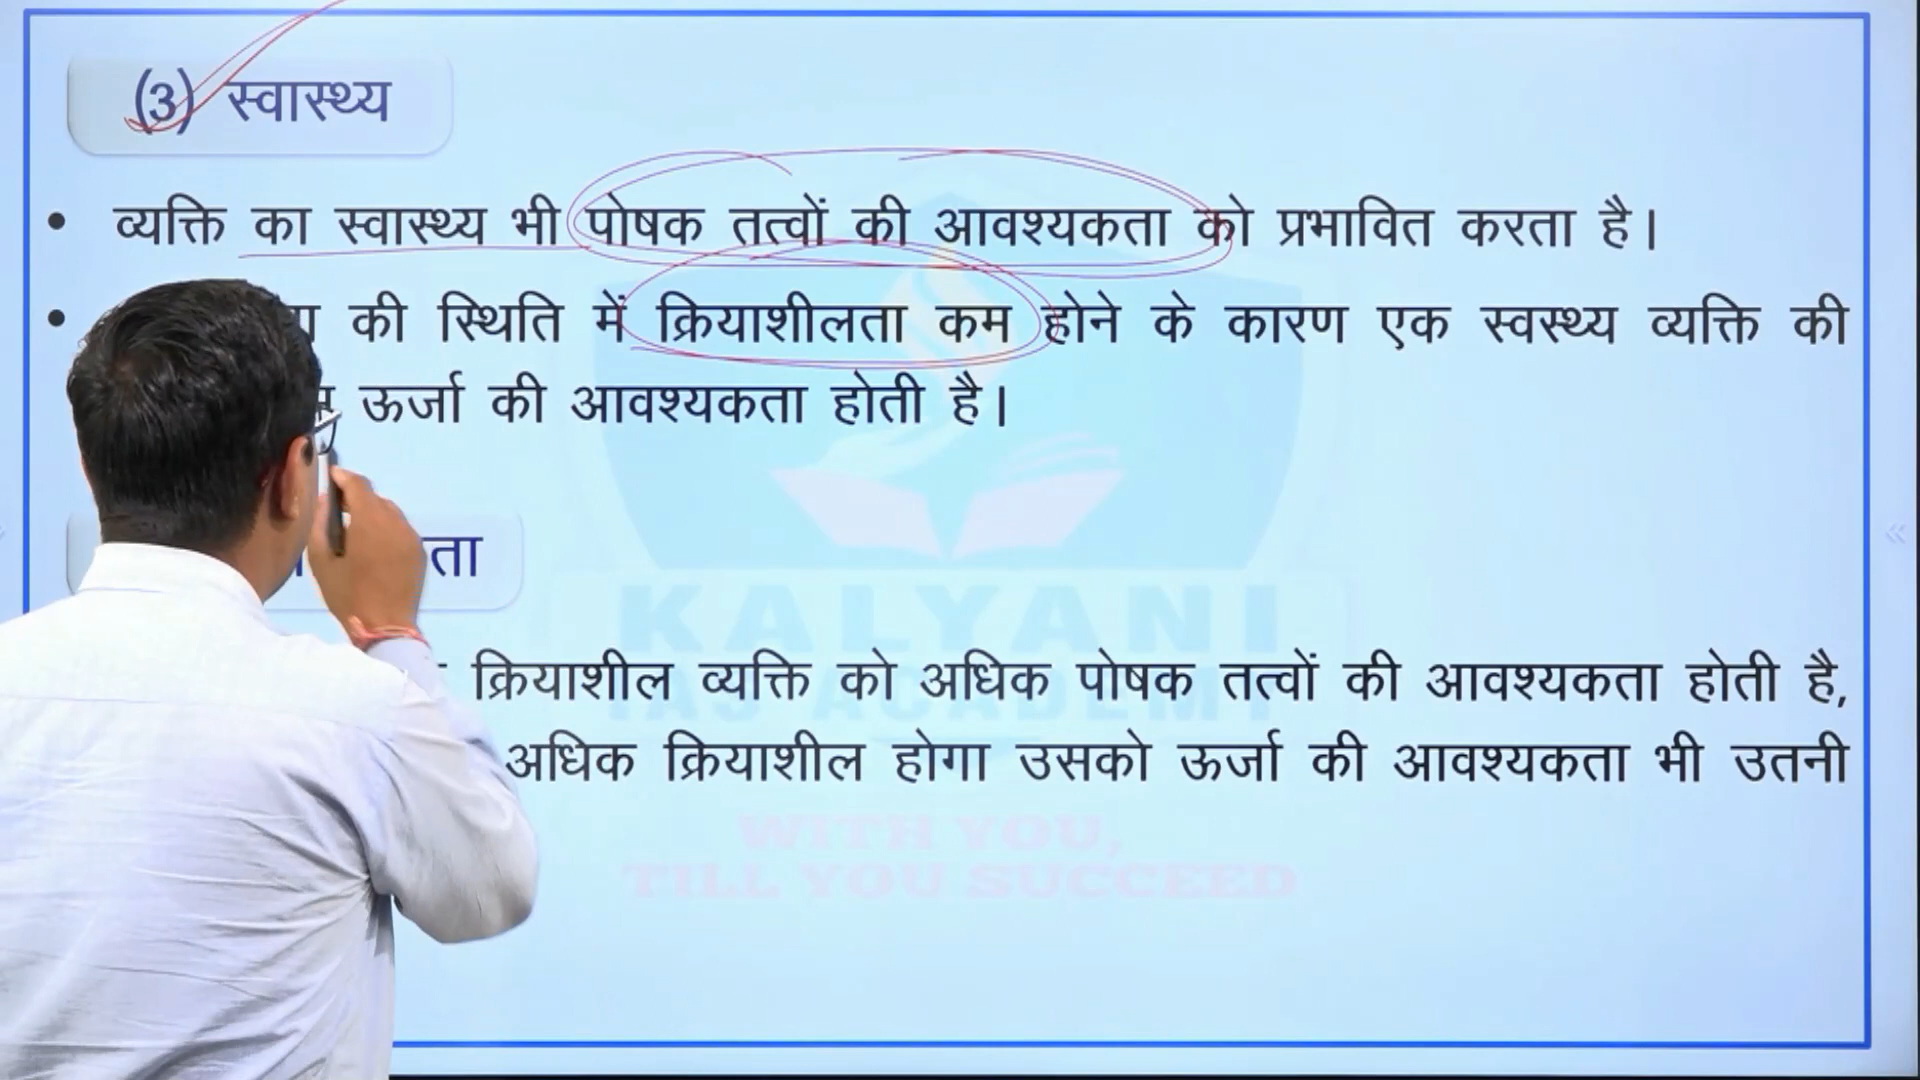 (3) स्वास्थ्य
• व्यक्ति का स्वास्थ्य भी पोषक तत्वों की आवश्यकता को प्रभावित करता है।
• की स्थिति में क्रियाशीलता कम होने के कारण एक स्वस्थ्य व्यक्ति की
ऊर्जा की आवश्यकता होती है।
क्रियाशील व्यक्ति को अधिक पोषक तत्वों की आवश्यकता होती है,
अधिक क्रियाशील होगा उसको ऊर्जा की आवश्यकता भी उतनी
KALYANI
IAS ACADEMY
WITH YOU,
TILL YOU SUCCEED